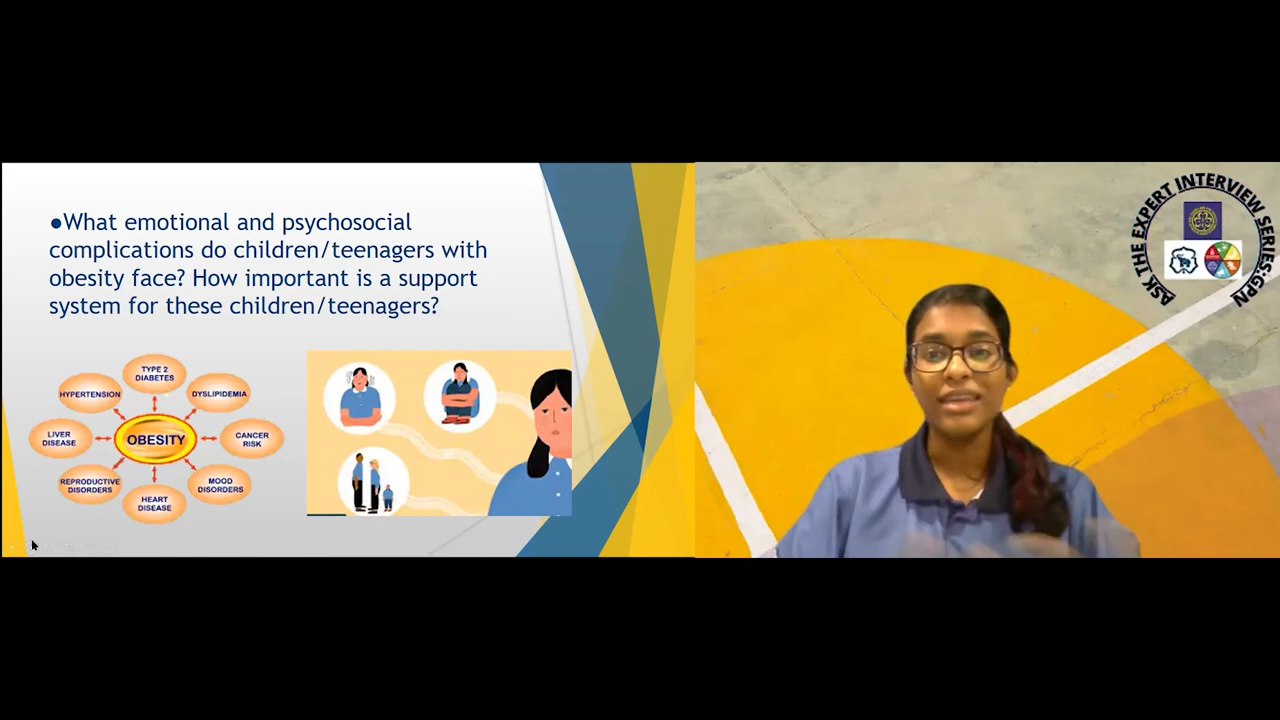 ●What emotional and psychosocial
complications do children/teenagers with
obesity face? How important is a support
system for these children/teenagers?
TYPE 2
DIABETES
HYPERTENSION
DYSLIPIDEMIA
LIVER
DISEASE
OBESITY
CANCER
RISK
REPRODUCTIVE
DISORDERS
MOOD
DISORDERS
HEART
DISEASE
ASK THE EXPERT INTERVIEW SERIES:GPN